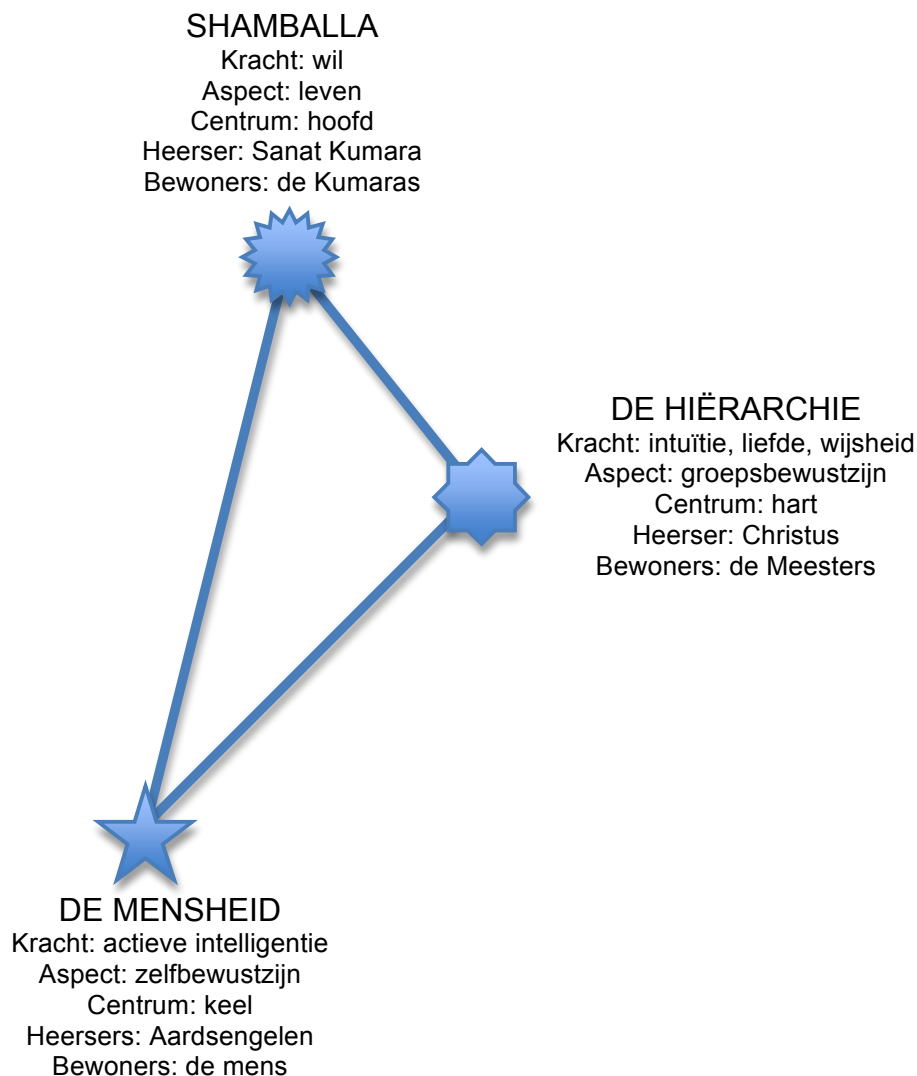 SHAMBALLA
Kracht: wil
Aspect: leven
Centrum: hoofd
Heerser: Sanat Kumara
Bewoners: de Kumaras
DE HIËRARCHIE
Kracht: intuïtie, liefde, wijsheid
Aspect: groepsbewustzijn
Centrum: hart
Heerser: Christus
Bewoners: de Meesters
DE MENSHEID
Kracht: actieve intelligentie
Aspect: zelfbewustzijn
Centrum: keel
Heersers: Aardsengelen
Bewoners: de mens